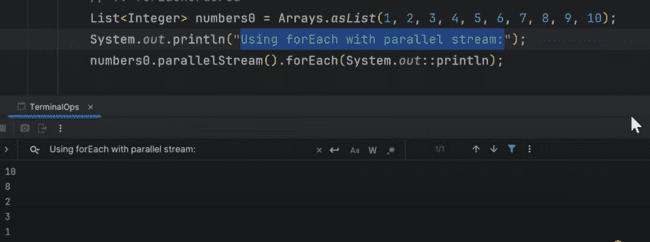 List<Integer> numbers0 = Arrays.asList(1, 2, 3, 4, 5, 6, 7, 8, 9, 10);
System.out.println("Using forEach with parallel stream:");
numbers0.parallelStream().forEach(System.out::println);
TerminalOps ×
Using forEach with parallel stream: × Aa W .* 1/1
10
8
2
3
1